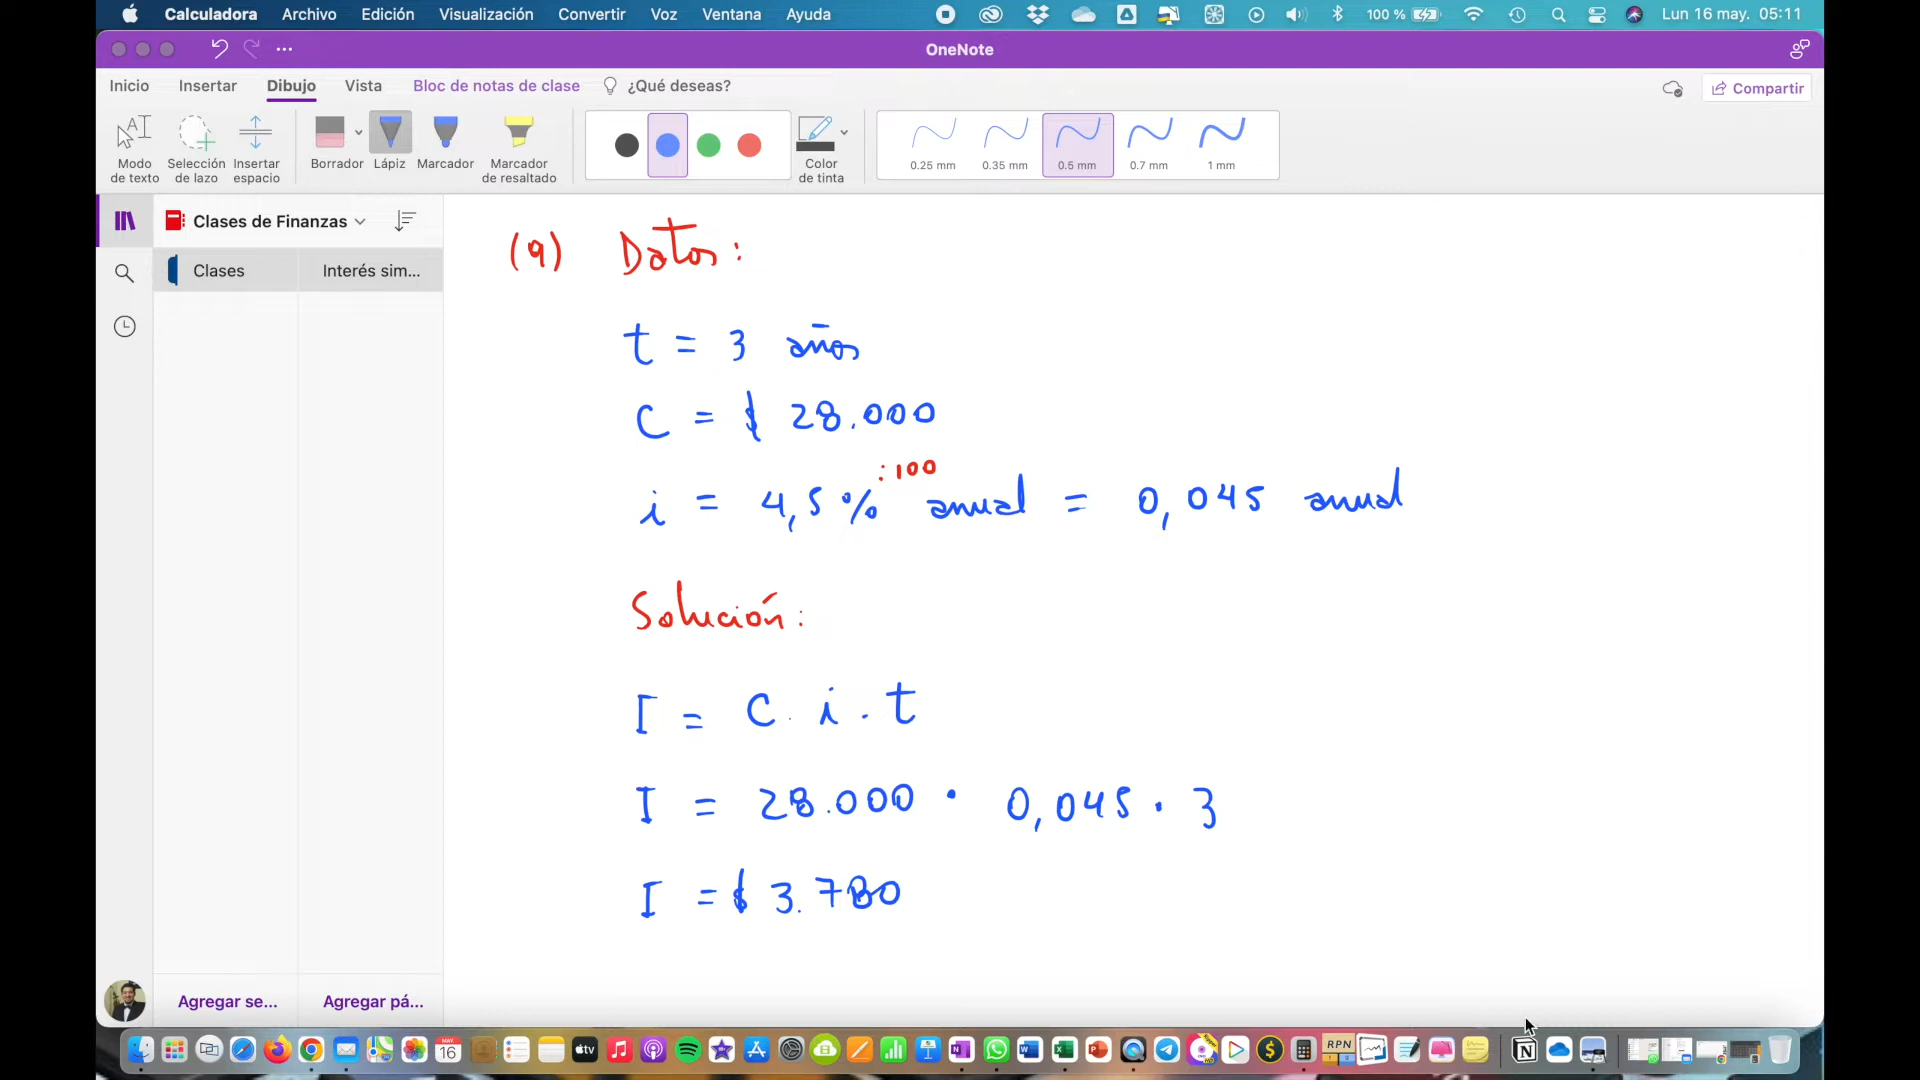 Calculadora Archivo Edición Visualización Convertir Voz Ventana Ayuda 100 % Lun 16 may. 05:11
OneNote
Inicio Insertar Dibujo Vista Bloc de notas de clase ¿Qué deseas? Compartir
Modo de texto Selección de lazo Insertar espacio Borrador Lápiz Marcador Marcador de resaltado Color de tinta 0.25 mm 0.35 mm 0.5 mm 0.7 mm 1 mm
Clases de Finanzas
Clases Interés sim...
(9) Datos:
t = 3 años
C = $ 28.000
:100
i = 4,5 % anual = 0,045 anual
Solución:
I = C . i . t
I = 28.000 · 0,045 · 3
I = $ 3.780
Agregar se... Agregar pá...
MAY 16 tv RPN